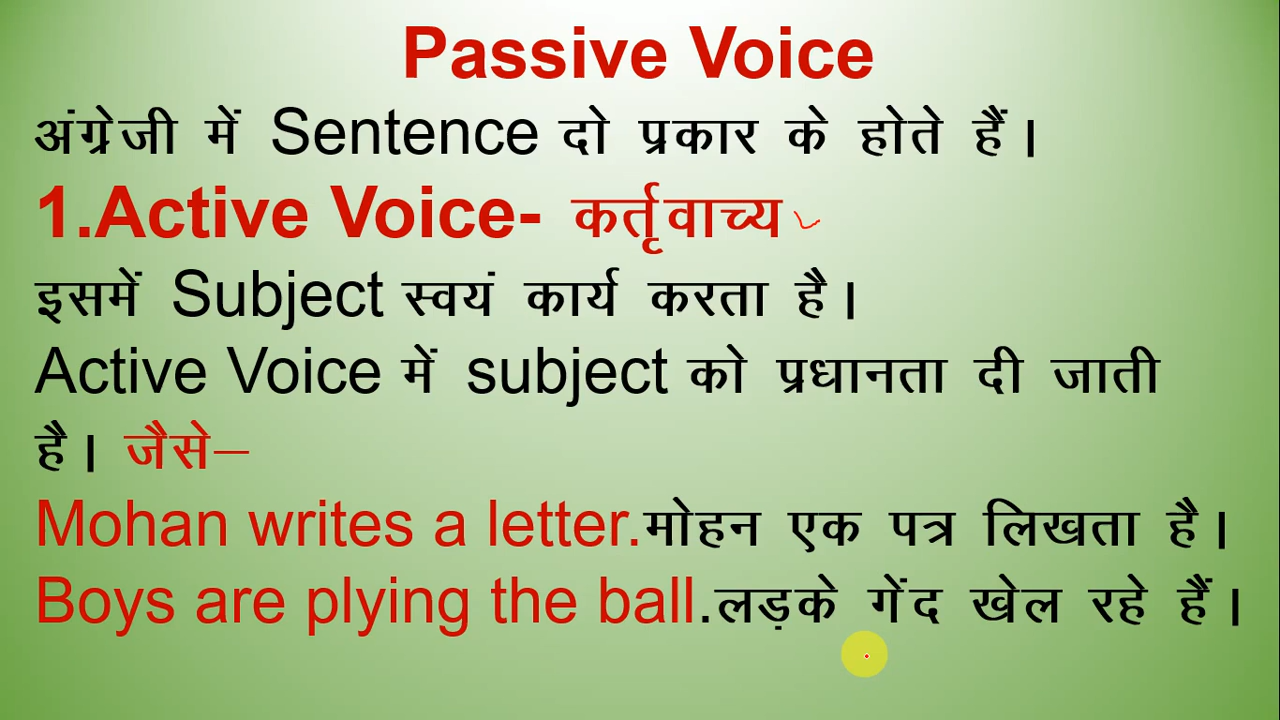 Passive Voice
अंग्रेजी में Sentence दो प्रकार के होते हैं।
1.Active Voice- कर्तृवाच्य
इसमें Subject स्वयं कार्य करता है।
Active Voice में subject को प्रधानता दी जाती
है। जैसे–
Mohan writes a letter.मोहन एक पत्र लिखता है।
Boys are plying the ball.लड़के गेंद खेल रहे हैं।